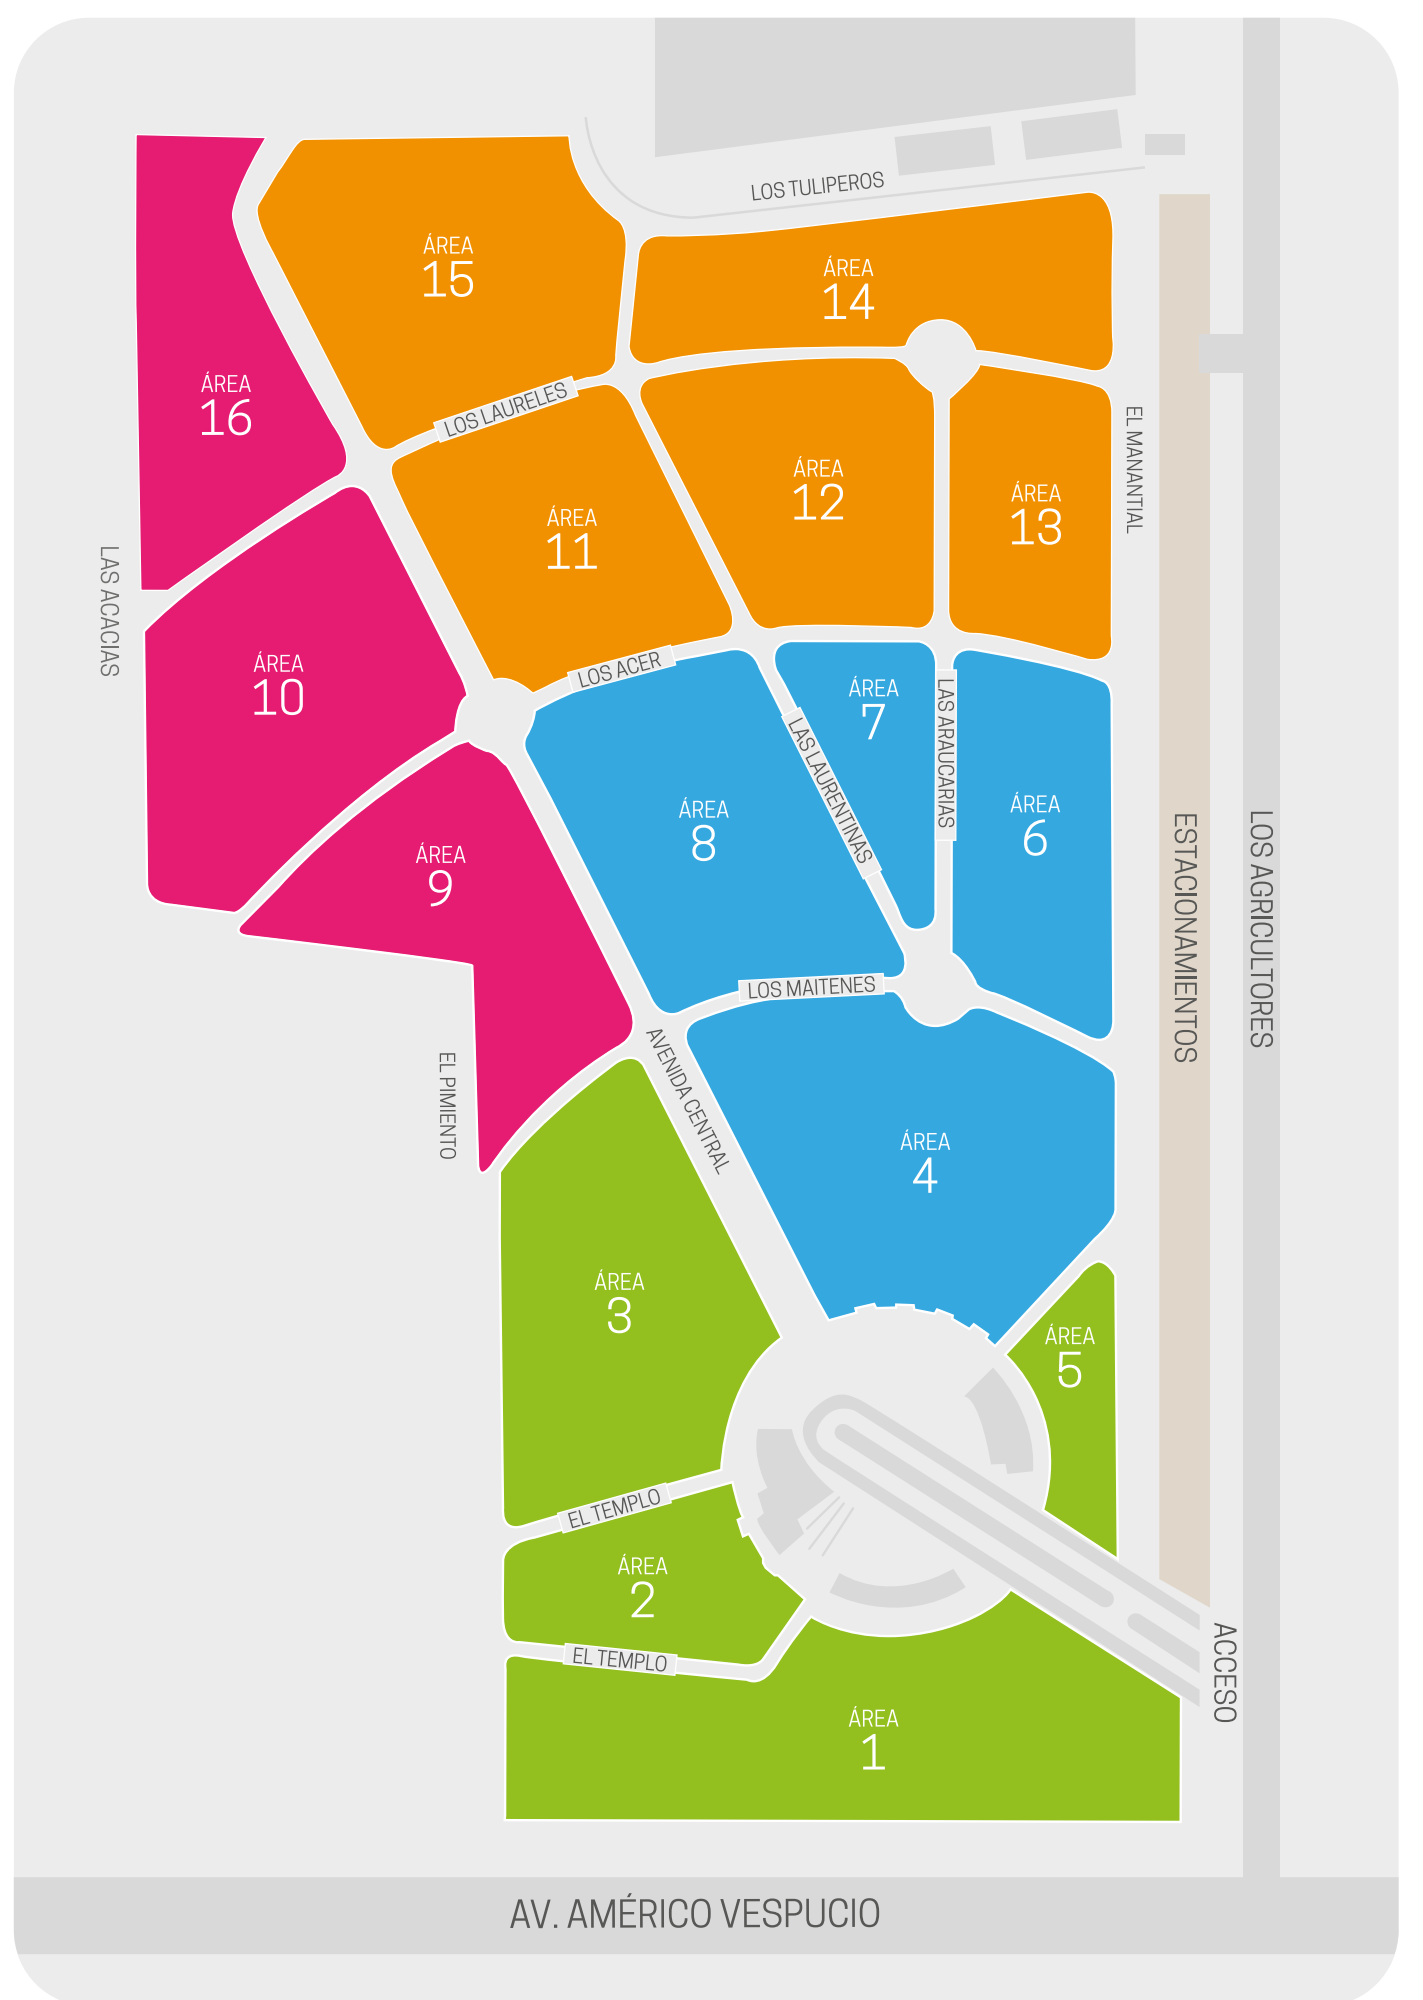 LOS TULIPEROS
ÁREA
15
ÁREA
14
ÁREA
16
LOS LAURELES
EL MANANTIAL
ÁREA
12
ÁREA
13
ÁREA
11
LAS ACACIAS
ÁREA
10
LOS ACER
ÁREA
7
LAS ARAUCARIAS
LAS LAURENTINAS
ÁREA
8
ÁREA
6
ÁREA
9
ESTACIONAMIENTOS
LOS AGRICULTORES
LOS MAITENES
AVENIDA CENTRAL
EL PIMIENTO
ÁREA
4
ÁREA
3
ÁREA
5
EL TEMPLO
ÁREA
2
EL TEMPLO
ACCESO
ÁREA
1
AV. AMÉRICO VESPUCIO